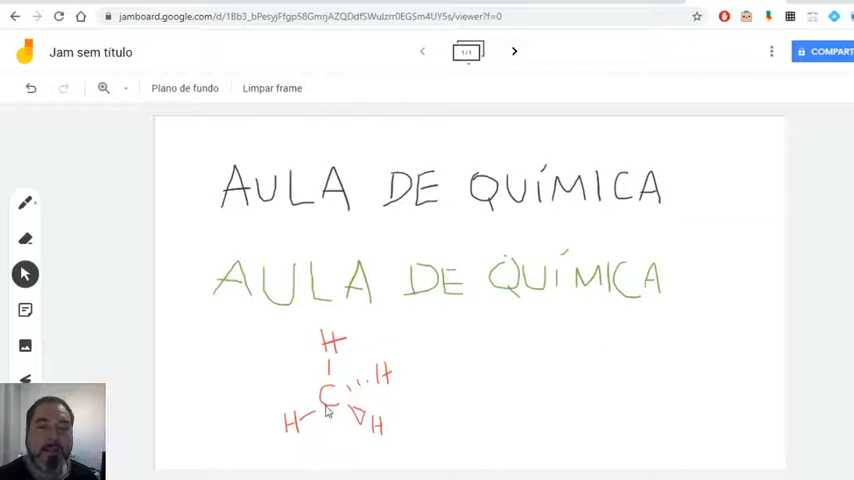 jamboard.google.com/d/1Bb3_bPesyjFfgp58GmrjAZQDdfSWulzrr0EGSm4UY5s/viewer?f=0
Jam sem título
1/1
COMPART
Plano de fundo
Limpar frame
AULA DE QUÍMICA
AULA DE QUÍMICA
H
H
C
H
H